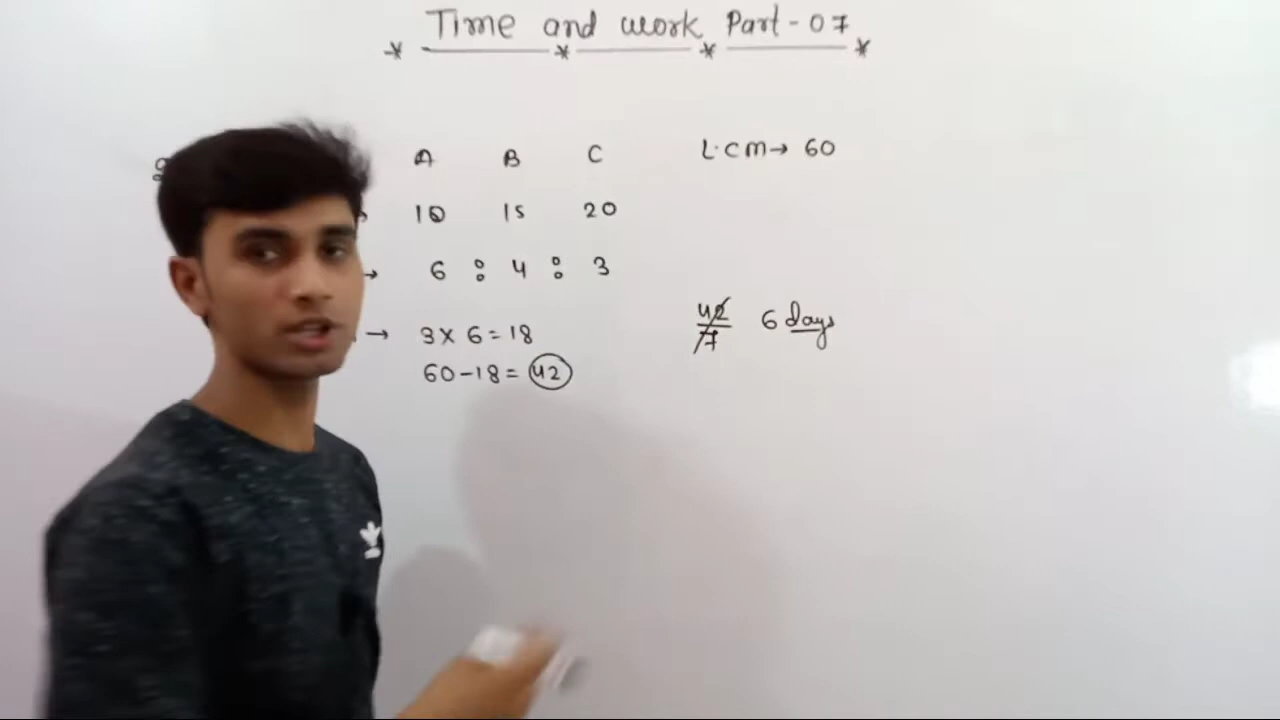 Time and work Part - 07
A B C L.C.M→ 60
10 15 20
→ 6 : 4 : 3
42/7 6 days
→ 3 x 6 = 18
60 - 18 = 42